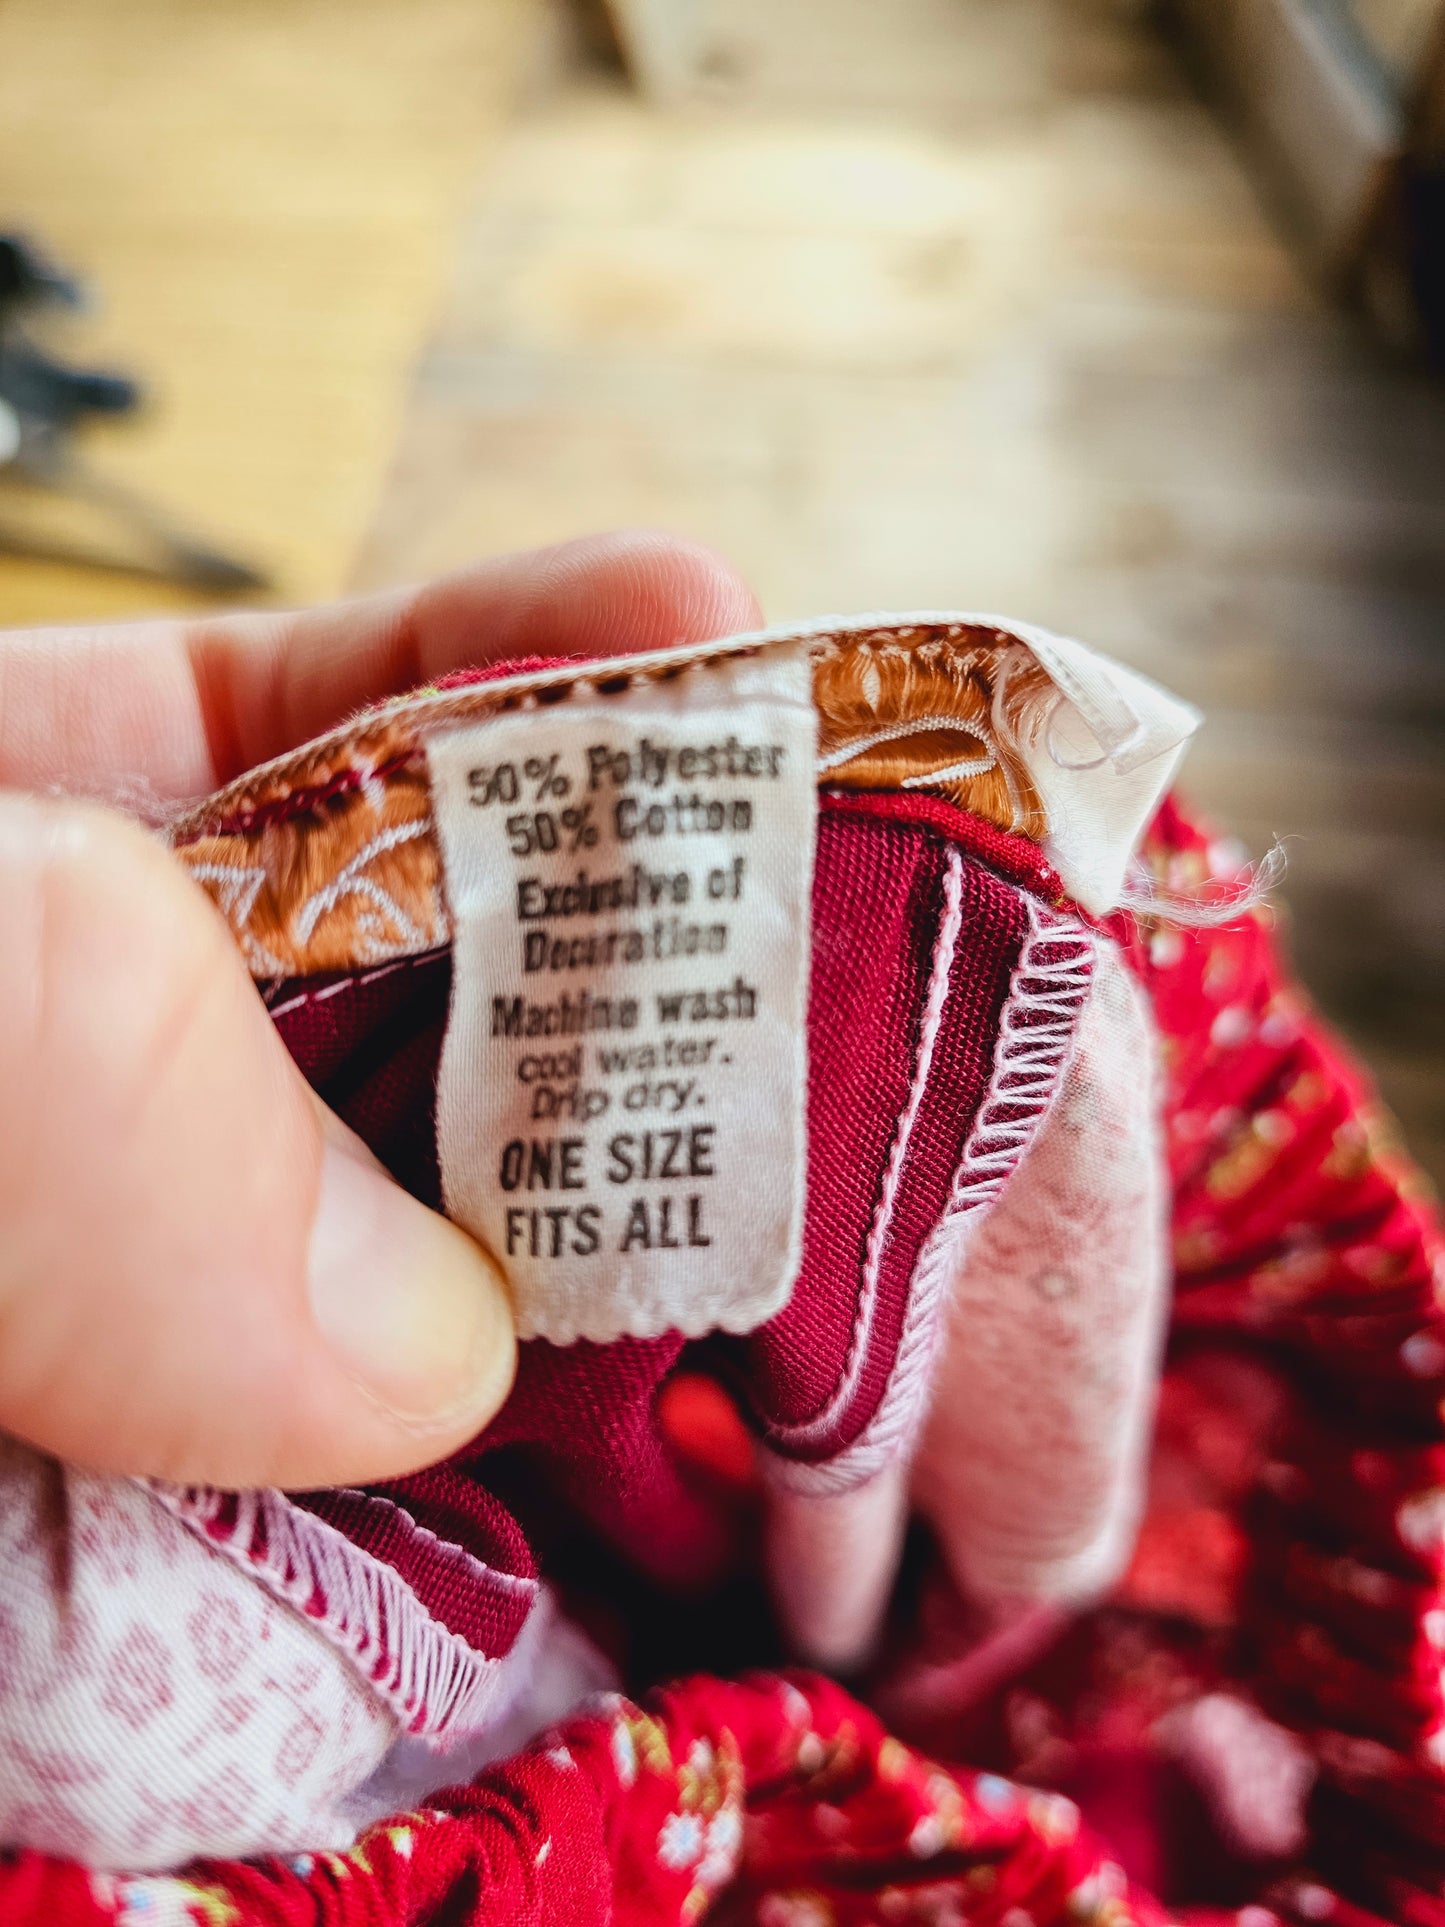 50% Polyester
50% Cotton
Exclusive of
Decoration
Machine wash
cool water.
Drip dry.
ONE SIZE
FITS ALL